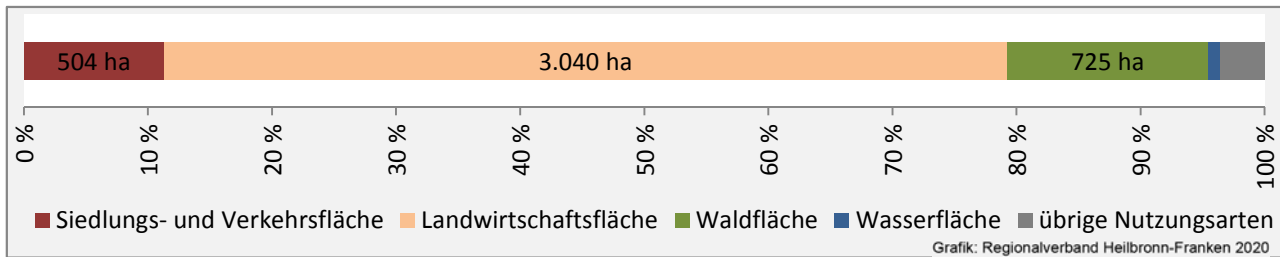 504 ha 3.040 ha 725 ha
0 % 10 % 20 % 30 % 40 % 50 % 60 % 70 % 80 % 90 % 100 %
Siedlungs- und Verkehrsfläche Landwirtschaftsfläche Waldfläche Wasserfläche übrige Nutzungsarten
Grafik: Regionalverband Heilbronn-Franken 2020